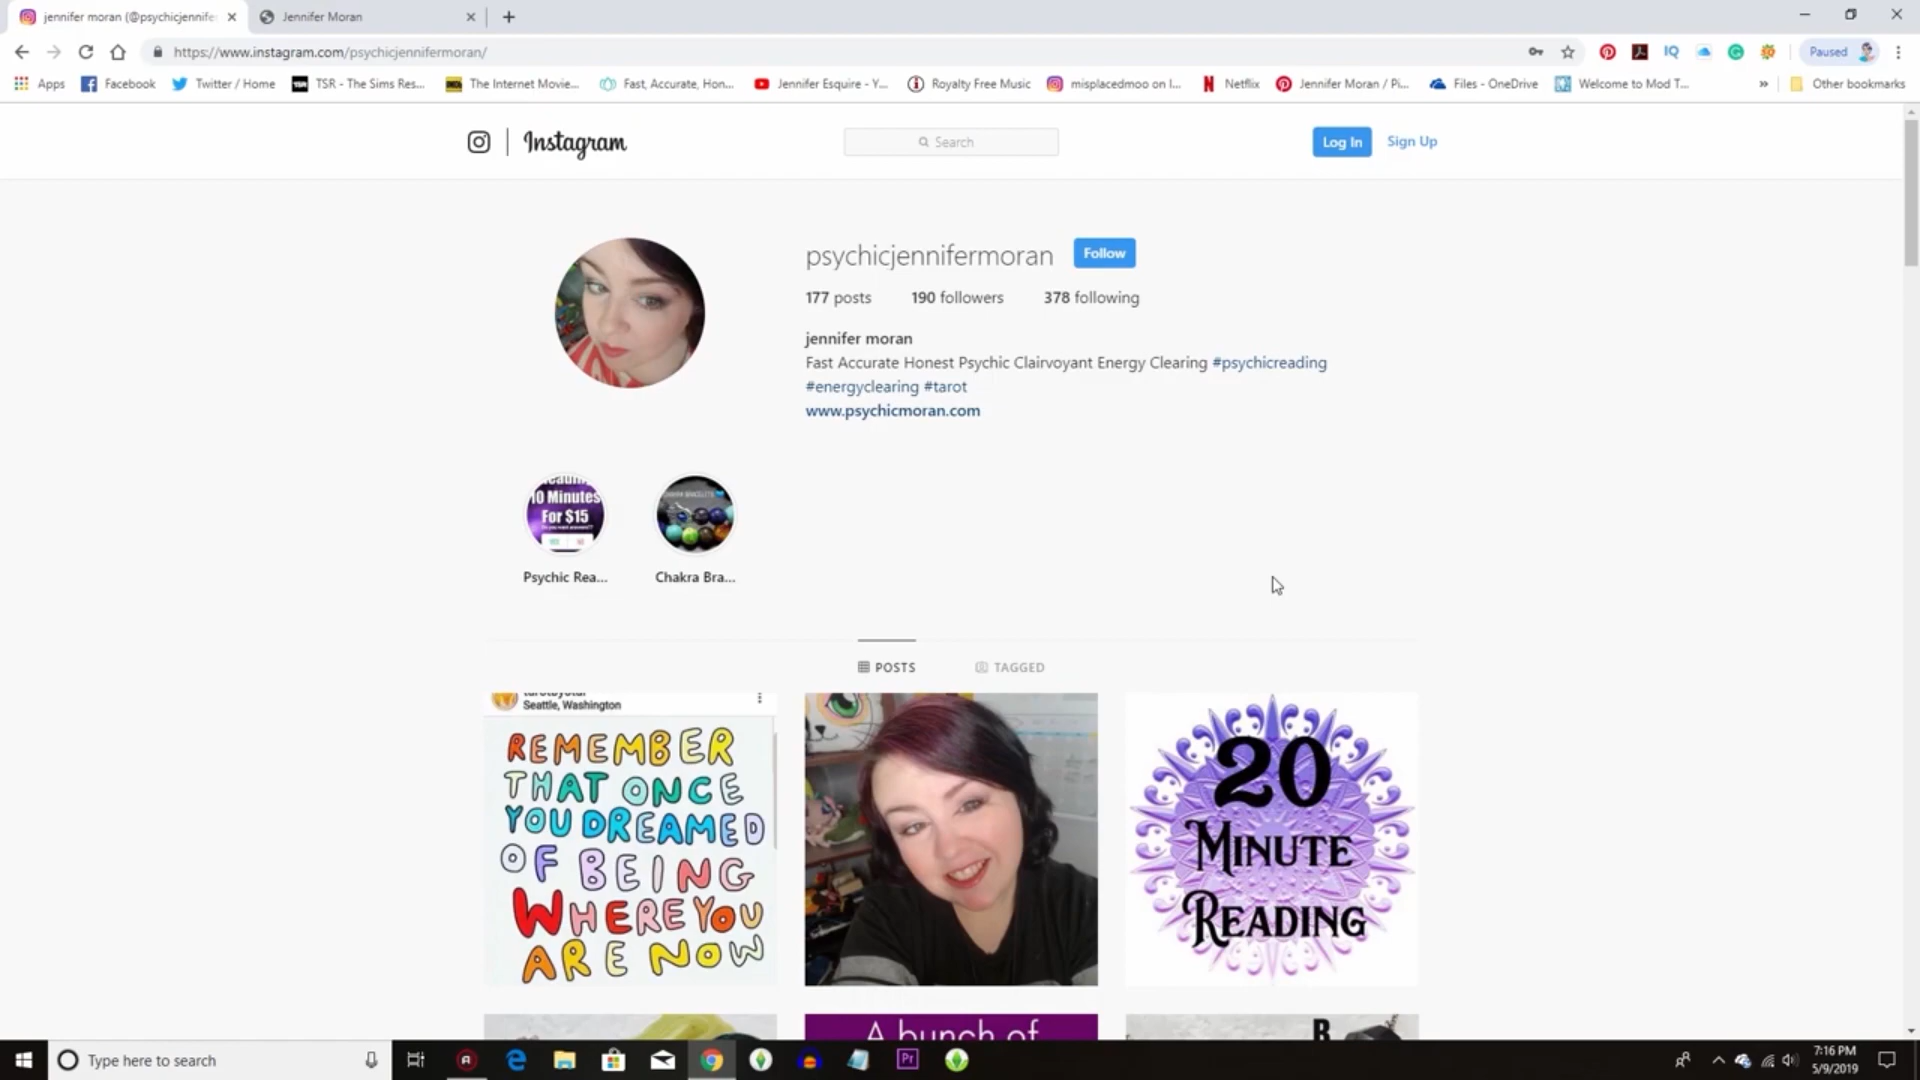 jennifer moran (@psychicjennife
Jennifer Moran
https://www.instagram.com/psychicjennifermoran/
Paused
Apps
Facebook
Twitter / Home
TSR - The Sims Res...
The Internet Movie...
Fast, Accurate, Hon...
Jennifer Esquire - Y...
Royalty Free Music
misplacedmoo on I...
Netflix
Jennifer Moran / Pi...
Files - OneDrive
Welcome to Mod T...
»
Other bookmarks
Instagram
Search
Log In
Sign Up
psychicjennifermoran
Follow
177 posts
190 followers
378 following
jennifer moran
Fast Accurate Honest Psychic Clairvoyant Energy Clearing #psychicreading
#energyclearing #tarot
www.psychicmoran.com
10 Minutes
For $15
Psychic Rea...
Chakra Bra...
POSTS
TAGGED
Seattle, Washington
REMEMBER
THAT ONCE
YOU DREAMED
OF BEING
WHERE YOU
ARE NOW
20
MINUTE
READING
A bunch of
B
Type here to search
Pr
7:16 PM
5/9/2019